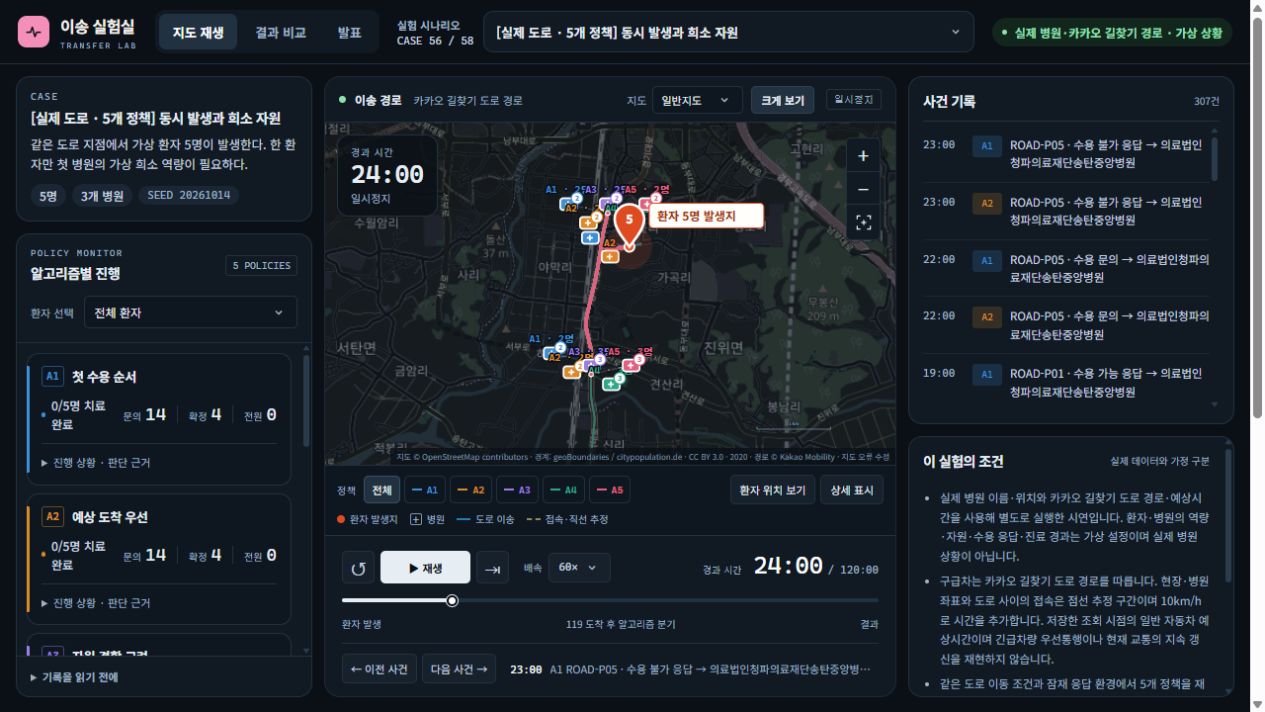 이송 실험실
TRANSFER LAB
지도 재생
결과 비교
발표
실험 시나리오
CASE 56 / 58
[실제 도로 · 5개 정책] 동시 발생과 희소 자원
실제 병원·카카오 길찾기 경로 · 가상 상황
CASE
[실제 도로 · 5개 정책] 동시 발생과 희소 자원
같은 도로 지점에서 가상 환자 5명이 발생한다. 한 환
자만 첫 병원의 가상 희소 역량이 필요하다.
5명
3개 병원
SEED 20261014
POLICY MONITOR
알고리즘별 진행
5 POLICIES
환자 선택
전체 환자
A1 첫 수용 순서
0/5명 치료
완료
문의 14
확정 4
전원 0
▶ 진행 상황 · 판단 근거
A2 예상 도착 우선
0/5명 치료
완료
문의 14
확정 4
전원 0
▶ 진행 상황 · 판단 근거
A3
▶ 기록을 읽기 전에
이송 경로
카카오 길찾기 도로 경로
지도
일반지도
크게 보기
일시정지
경과 시간
24:00
일시정지
+
−
고현리
수월암리
돌산
37 m
사리
야막리
가곡리
무봉산
209 m
서탄면
진위면
금암리
견산리
봉남리
남부대로
5
환자 5명 발생지
A2
지도 © OpenStreetMap contributors · 경계: geoBoundaries / citypopulation.de · CC BY 3.0 · 2020 · 경로 © Kakao Mobility · 지도 오류 수정
정책
전체
A1
A2
A3
A4
A5
환자 위치 보기
상세 표시
환자 발생지
병원
도로 이송
접속·직선 추정
↺
▶ 재생
배속
60×
경과 시간 24:00 / 120:00
환자 발생
119 도착 후 알고리즘 분기
결과
← 이전 사건
다음 사건 →
23:00 A1 ROAD-P05 · 수용 불가 응답 → 의료법인청파의료재단송탄중앙병…
사건 기록
307건
23:00 A1 ROAD-P05 · 수용 불가 응답 → 의료법인
청파의료재단송탄중앙병원
23:00 A2 ROAD-P05 · 수용 불가 응답 → 의료법인
청파의료재단송탄중앙병원
22:00 A1 ROAD-P05 · 수용 문의 → 의료법인청파의
료재단송탄중앙병원
22:00 A2 ROAD-P05 · 수용 문의 → 의료법인청파의
료재단송탄중앙병원
19:00 A1 ROAD-P01 · 수용 가능 응답 → 의료법인
청파의료재단송탄중앙병원
이 실험의 조건
실제 데이터와 가정 구분
• 실제 병원 이름·위치와 카카오 길찾기 도로 경로·예상시
간을 사용해 별도로 실행한 시연입니다. 환자·병원의 역량
·자원·수용 응답·진료 경과는 가상 설정이며 실제 병원
상황이 아닙니다.
• 구급차는 카카오 길찾기 도로 경로를 따릅니다. 현장·병원
좌표와 도로 사이의 접속은 점선 추정 구간이며 10km/h
로 시간을 추가합니다. 저장한 조회 시점의 일반 자동차 예
상시간이며 긴급차량 우선통행이나 현재 교통의 지속 갱
신을 재현하지 않습니다.
• 같은 도로 이동 조건과 잠재 응답 환경에서 5개 정책을 재